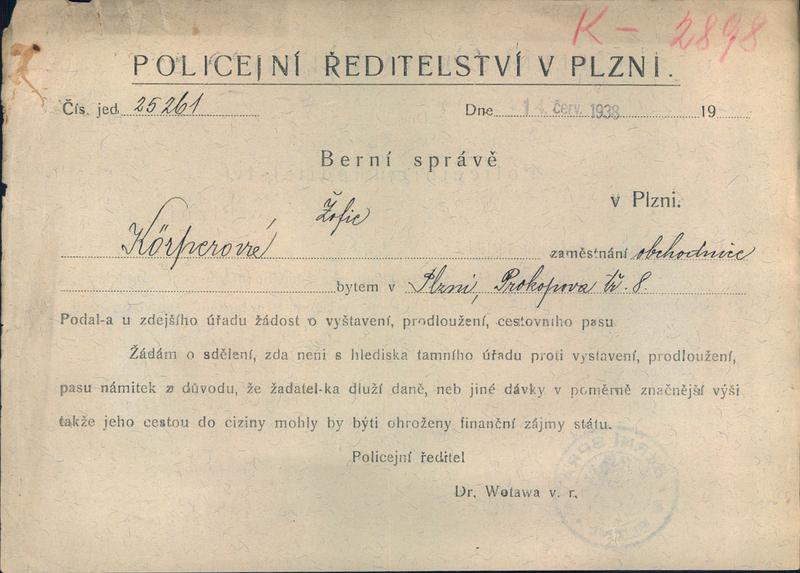 K - 2898
POLICEJNÍ ŘEDITELSTVÍ V PLZNI.
Čís. jed. 25261 Dne 14 červ. 1938 19
Berní správě
v Plzni.
Žofie
Körperové zaměstnání obchodnice
bytem v Plzni, Prokopova tř. 8.
Podal-a u zdejšího úřadu žádost o vyštavení, prodloužení, cestovního pasu
Žádám o sdělení, zda neni s hlediska tamního úřadu proti vystavení, prodloužení,
pasu námitek z důvodu, že žadatel-ka dluží daně, neb jiné dávky v poměrně značnější výši
takže jeho cestou do ciziny mohly by býti ohroženy finanční zájmy státu.
Policejní ředitel
Dr. Wotawa v. r.